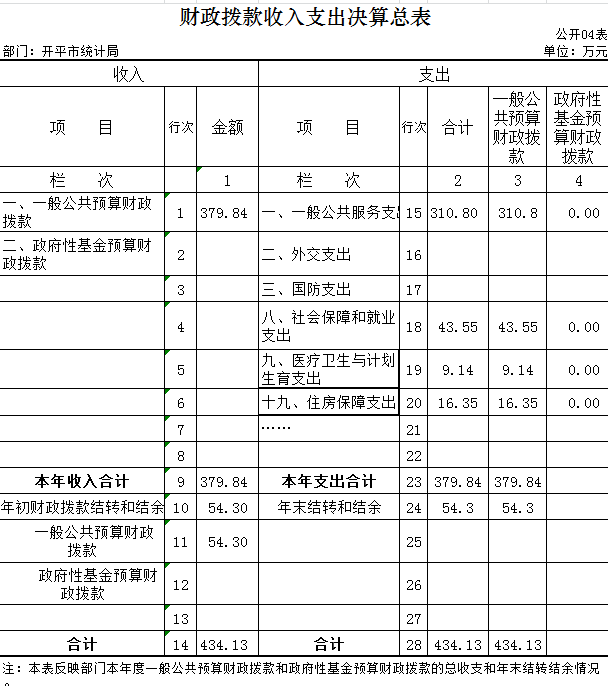 财政拨款收入支出决算总表
公开04表
部门：开平市统计局 单位：万元
收入 支出
项 目 行次 金额 项 目 行次 合计 一般公共预算财政拨款 政府性基金预算财政拨款
栏 次 1 栏 次 2 3 4
一、一般公共预算财政拨款 1 379.84 一、一般公共服务支出 15 310.80 310.8 0.00
二、政府性基金预算财政拨款 2 二、外交支出 16
3 三、国防支出 17
4 八、社会保障和就业支出 18 43.55 43.55 0.00
5 九、医疗卫生与计划生育支出 19 9.14 9.14 0.00
6 十九、住房保障支出 20 16.35 16.35 0.00
7 …… 21
8 22
本年收入合计 9 379.84 本年支出合计 23 379.84 379.84
年初财政拨款结转和结余 10 54.30 年末结转和结余 24 54.3 54.3
一般公共预算财政拨款 11 54.30 25
政府性基金预算财政拨款 12 26
13 27
合计 14 434.13 合计 28 434.13 434.13
注：本表反映部门本年度一般公共预算财政拨款和政府性基金预算财政拨款的总收支和年末结转结余情况。